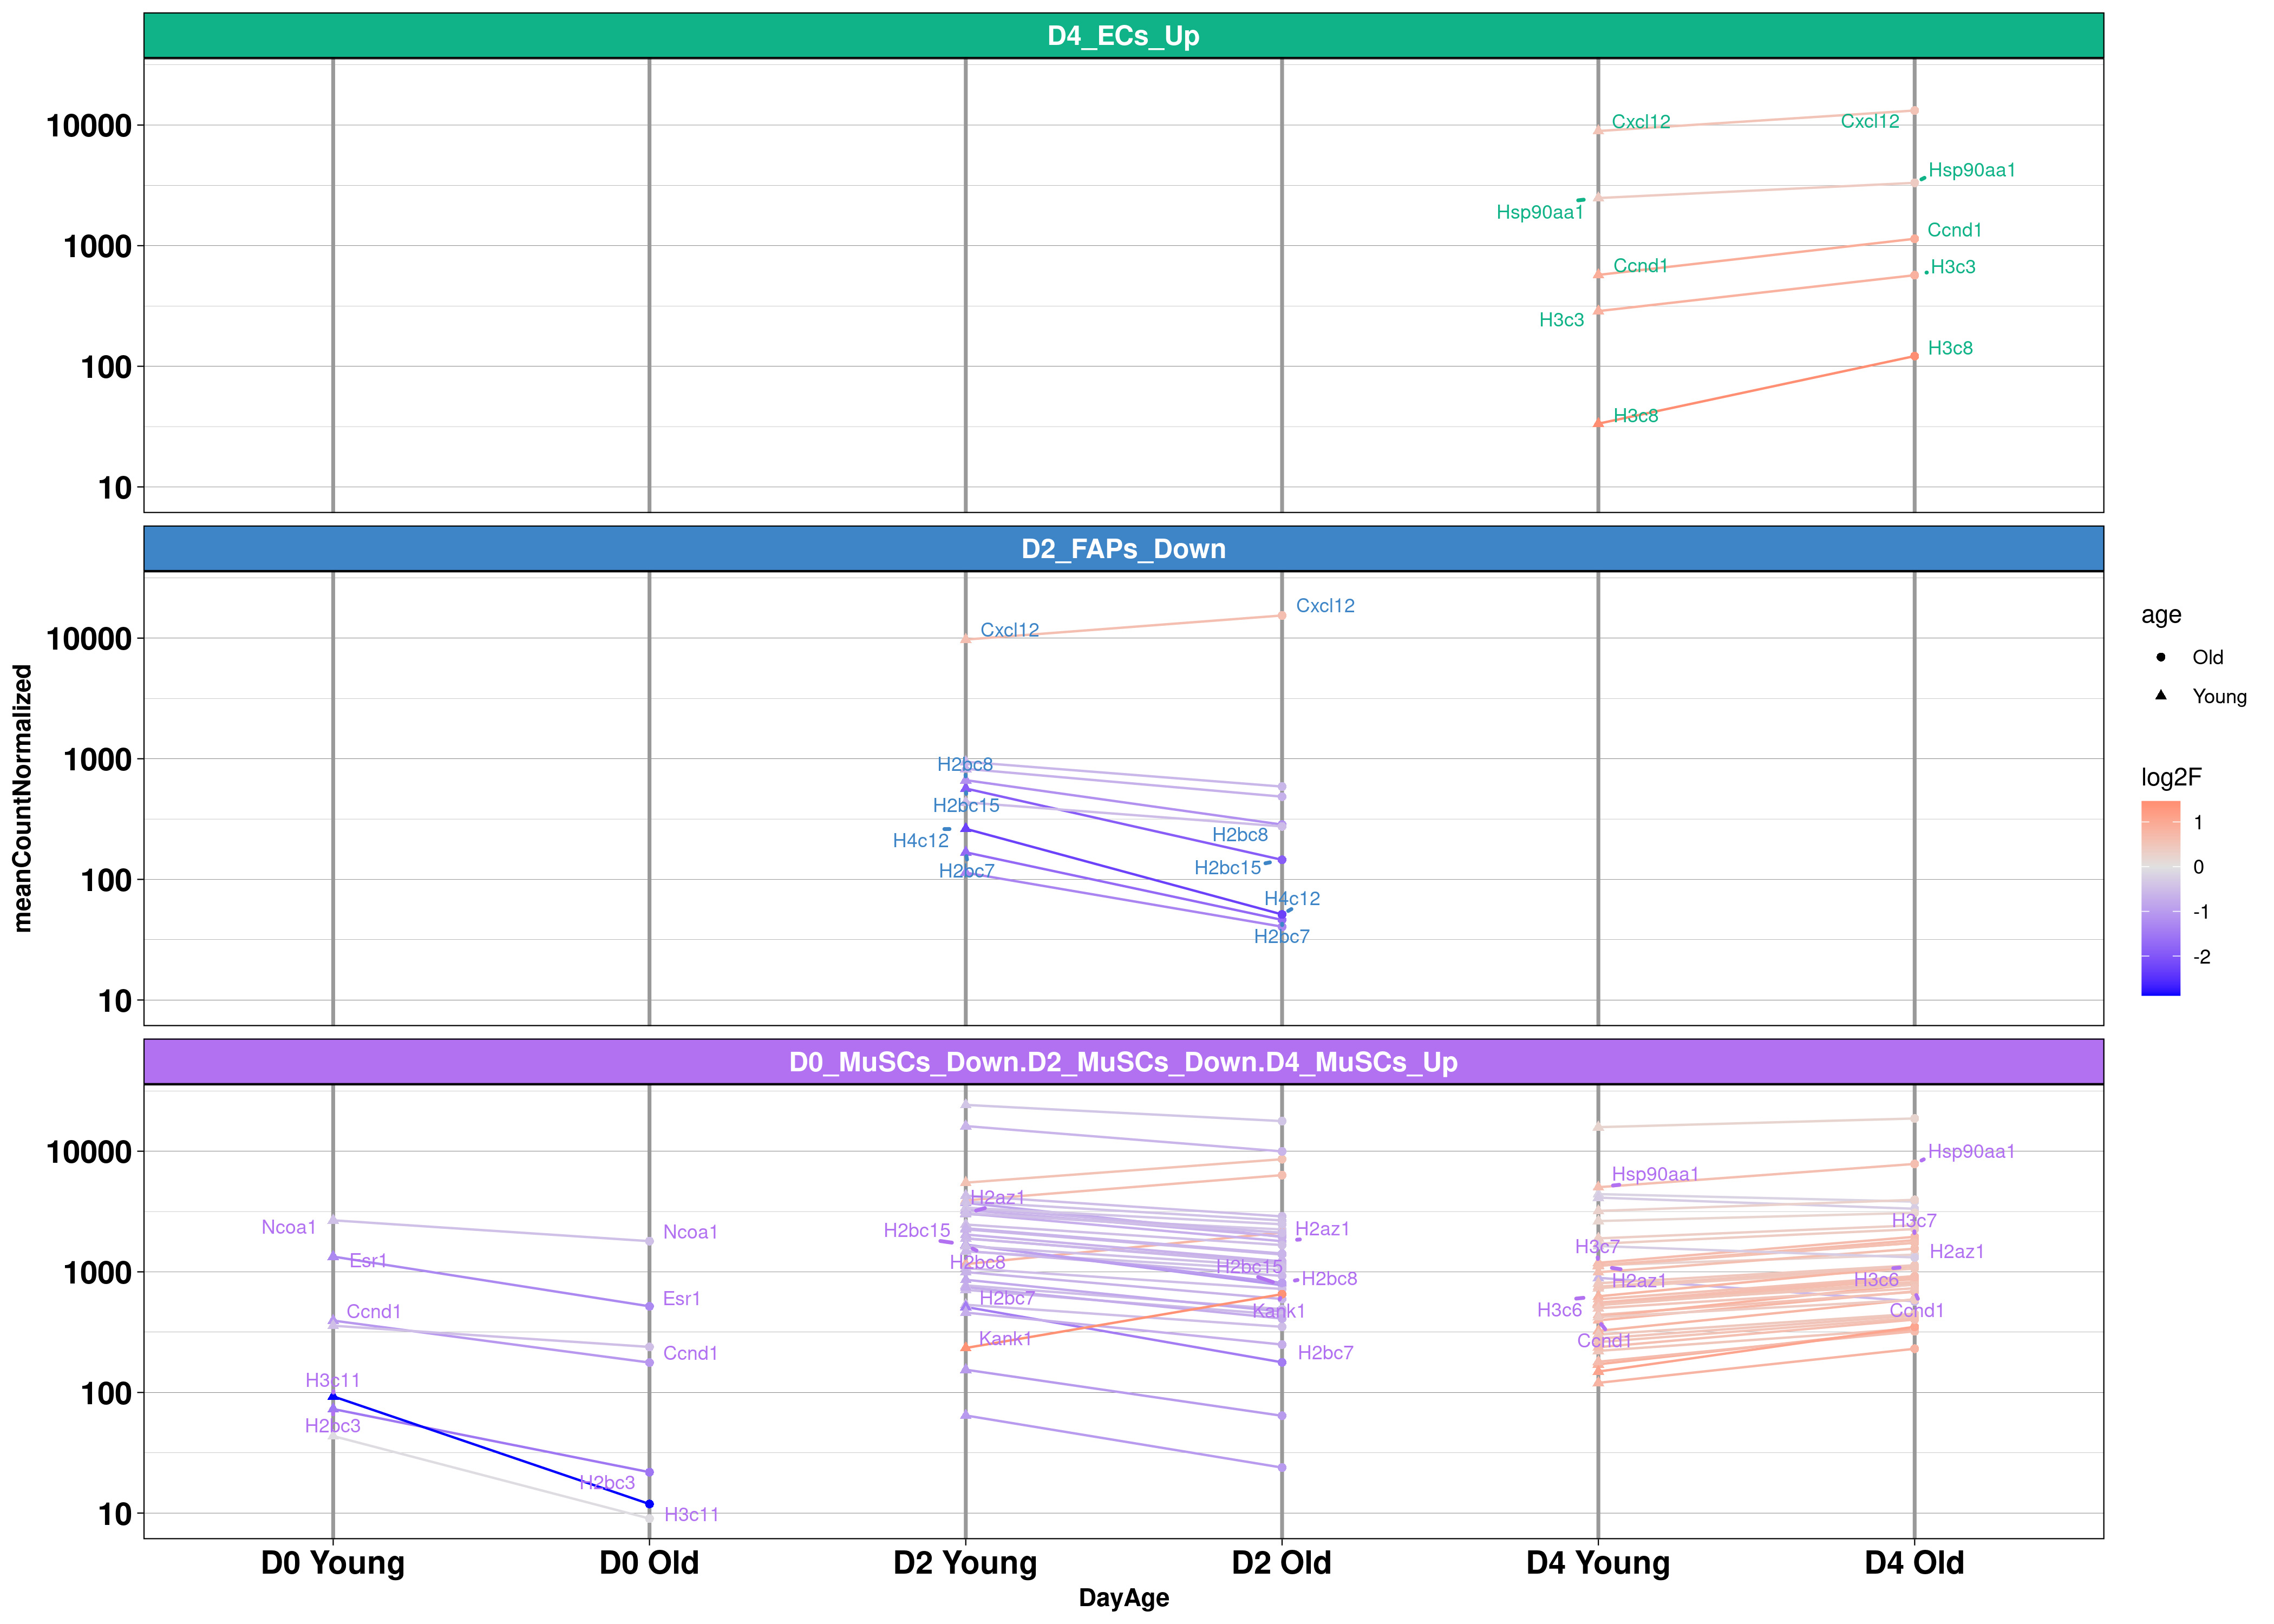 D4_ECs_Up
10000
1000
100
10
Cxcl12
Cxcl12
Hsp90aa1
Hsp90aa1
Ccnd1
Ccnd1
H3c3
H3c3
H3c8
H3c8
D2_FAPs_Down
10000
1000
100
10
Cxcl12
Cxcl12
H2bc8
H2bc15
H4c12
H2bc7
H2bc8
H2bc15
H4c12
H2bc7
D0_MuSCs_Down.D2_MuSCs_Down.D4_MuSCs_Up
10000
1000
100
10
Ncoa1
Ncoa1
Esr1
Esr1
Ccnd1
Ccnd1
H3c11
H2bc3
H2bc3
H3c11
H2az1
H2bc15
H2bc8
H2bc7
Kank1
H2az1
H2bc15
H2bc8
Kank1
H2bc7
Hsp90aa1
H3c7
H2az1
H3c6
Ccnd1
Hsp90aa1
H3c7
H2az1
H3c6
Ccnd1
D0 Young
D0 Old
D2 Young
D2 Old
D4 Young
D4 Old
DayAge
meanCountNormalized
age
Old
Young
log2F
1
0
-1
-2